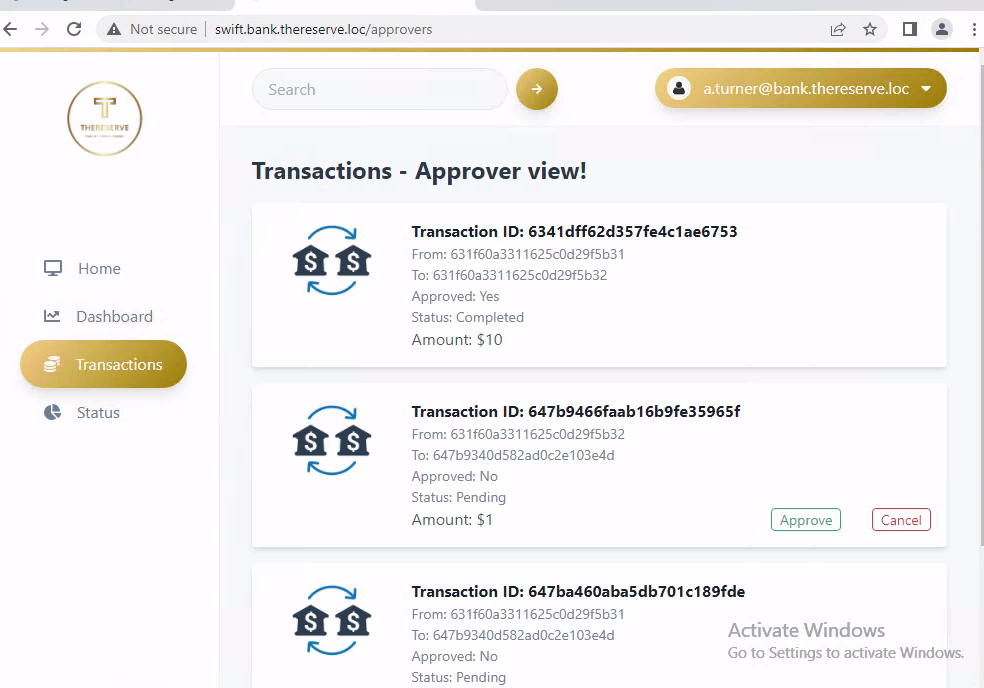 Not secure
swift.bank.thereserve.loc/approvers
THERESERVE
Search
a.turner@bank.thereserve.loc
Home
Dashboard
Transactions
Status
Transactions - Approver view!
Transaction ID: 6341dff62d357fe4c1ae6753
From: 631f60a3311625c0d29f5b31
To: 631f60a3311625c0d29f5b32
Approved: Yes
Status: Completed
Amount: $10
Transaction ID: 647b9466faab16b9fe35965f
From: 631f60a3311625c0d29f5b32
To: 647b9340d582ad0c2e103e4d
Approved: No
Status: Pending
Amount: $1
Approve
Cancel
Transaction ID: 647ba460aba5db701c189fde
From: 631f60a3311625c0d29f5b31
To: 647b9340d582ad0c2e103e4d
Approved: No
Status: Pending
Activate Windows
Go to Settings to activate Windows.